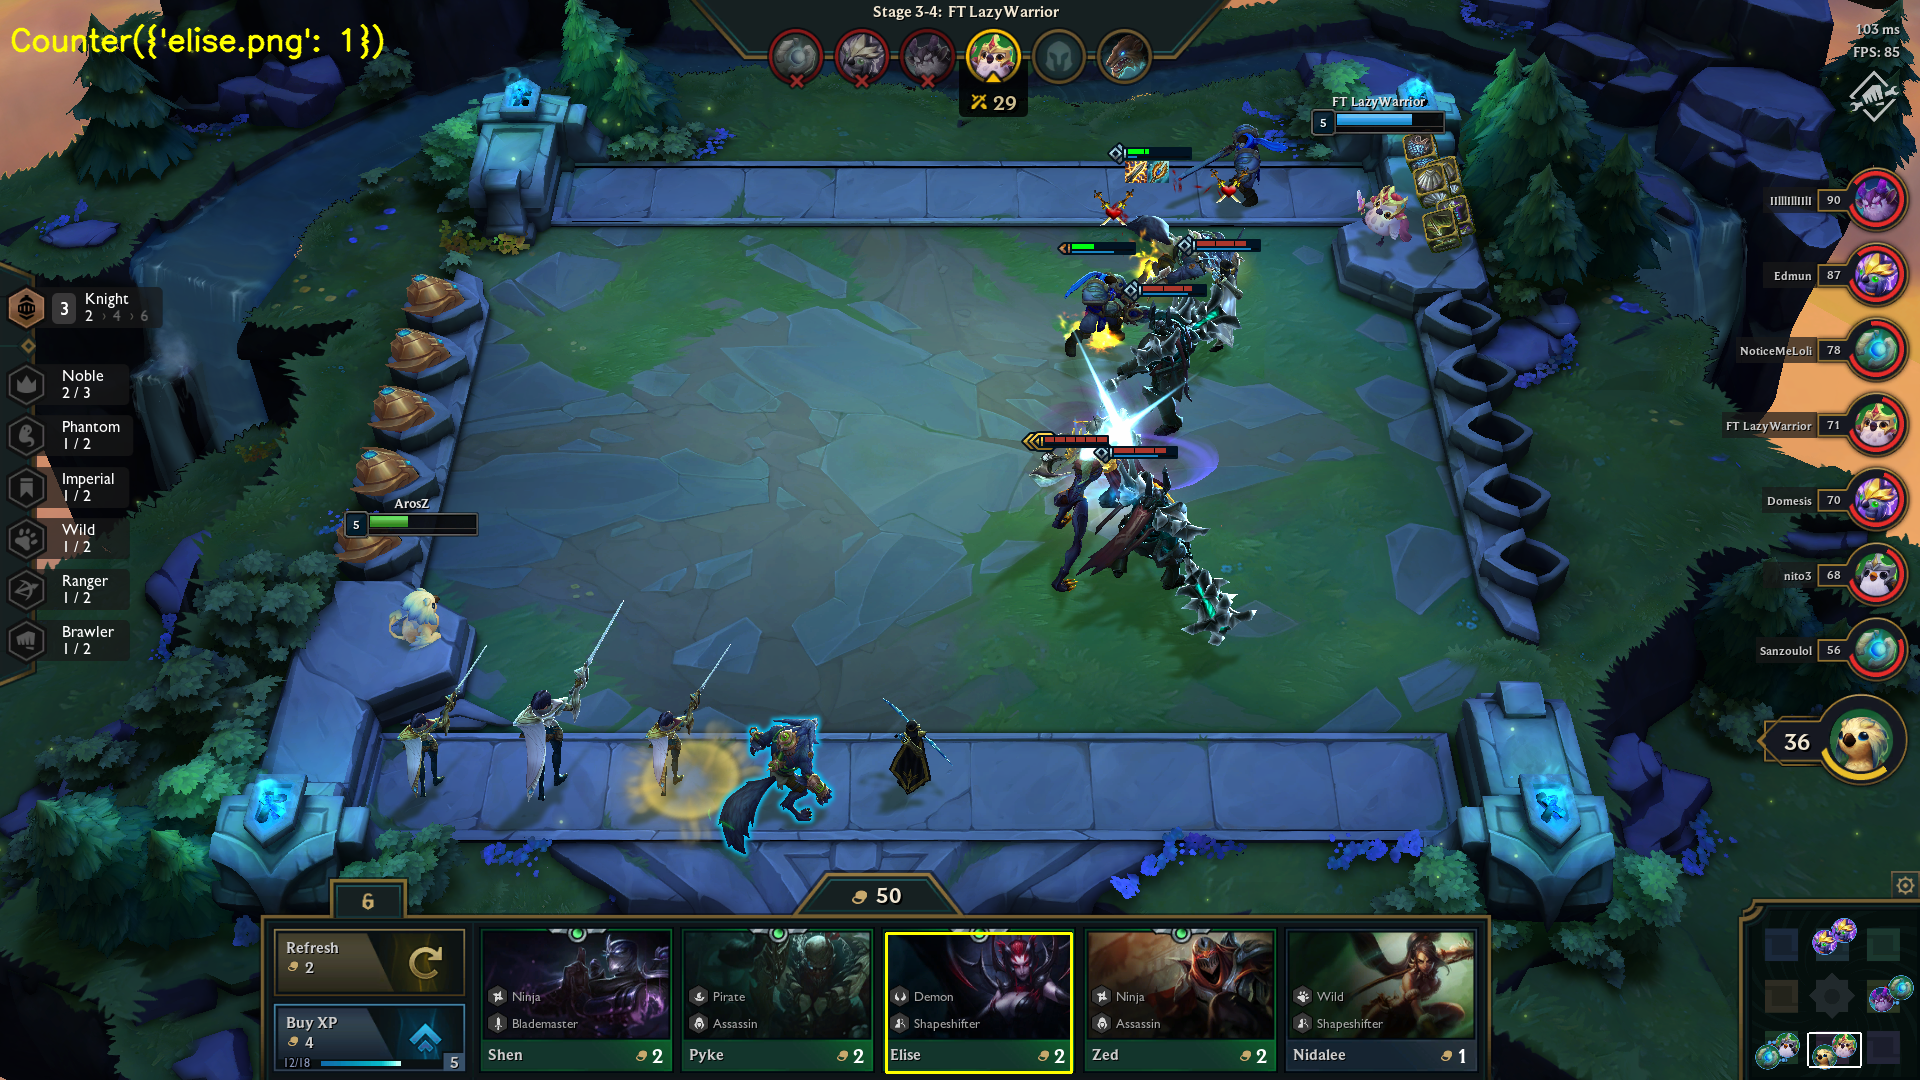 Counter({'elise.png': 1})
Stage 3-4: FT LazyWarrior
103 ms
FPS: 85
29
FT LazyWarrior
5
90
Edmun 87
NoticeMeLoli 78
FT LazyWarrior 71
Domesis 70
nito3 68
Sanzoulol 56
36
3 Knight
2 › 4 › 6
Noble
2 / 3
Phantom
1 / 2
Imperial
1 / 2
Wild
1 / 2
Ranger
1 / 2
Brawler
1 / 2
ArosZ
5
6
50
Refresh
2
Buy XP
4
12/18
5
Ninja
Blademaster
Shen 2
Pirate
Assassin
Pyke 2
Demon
Shapeshifter
Elise 2
Ninja
Assassin
Zed 2
Wild
Shapeshifter
Nidalee 1